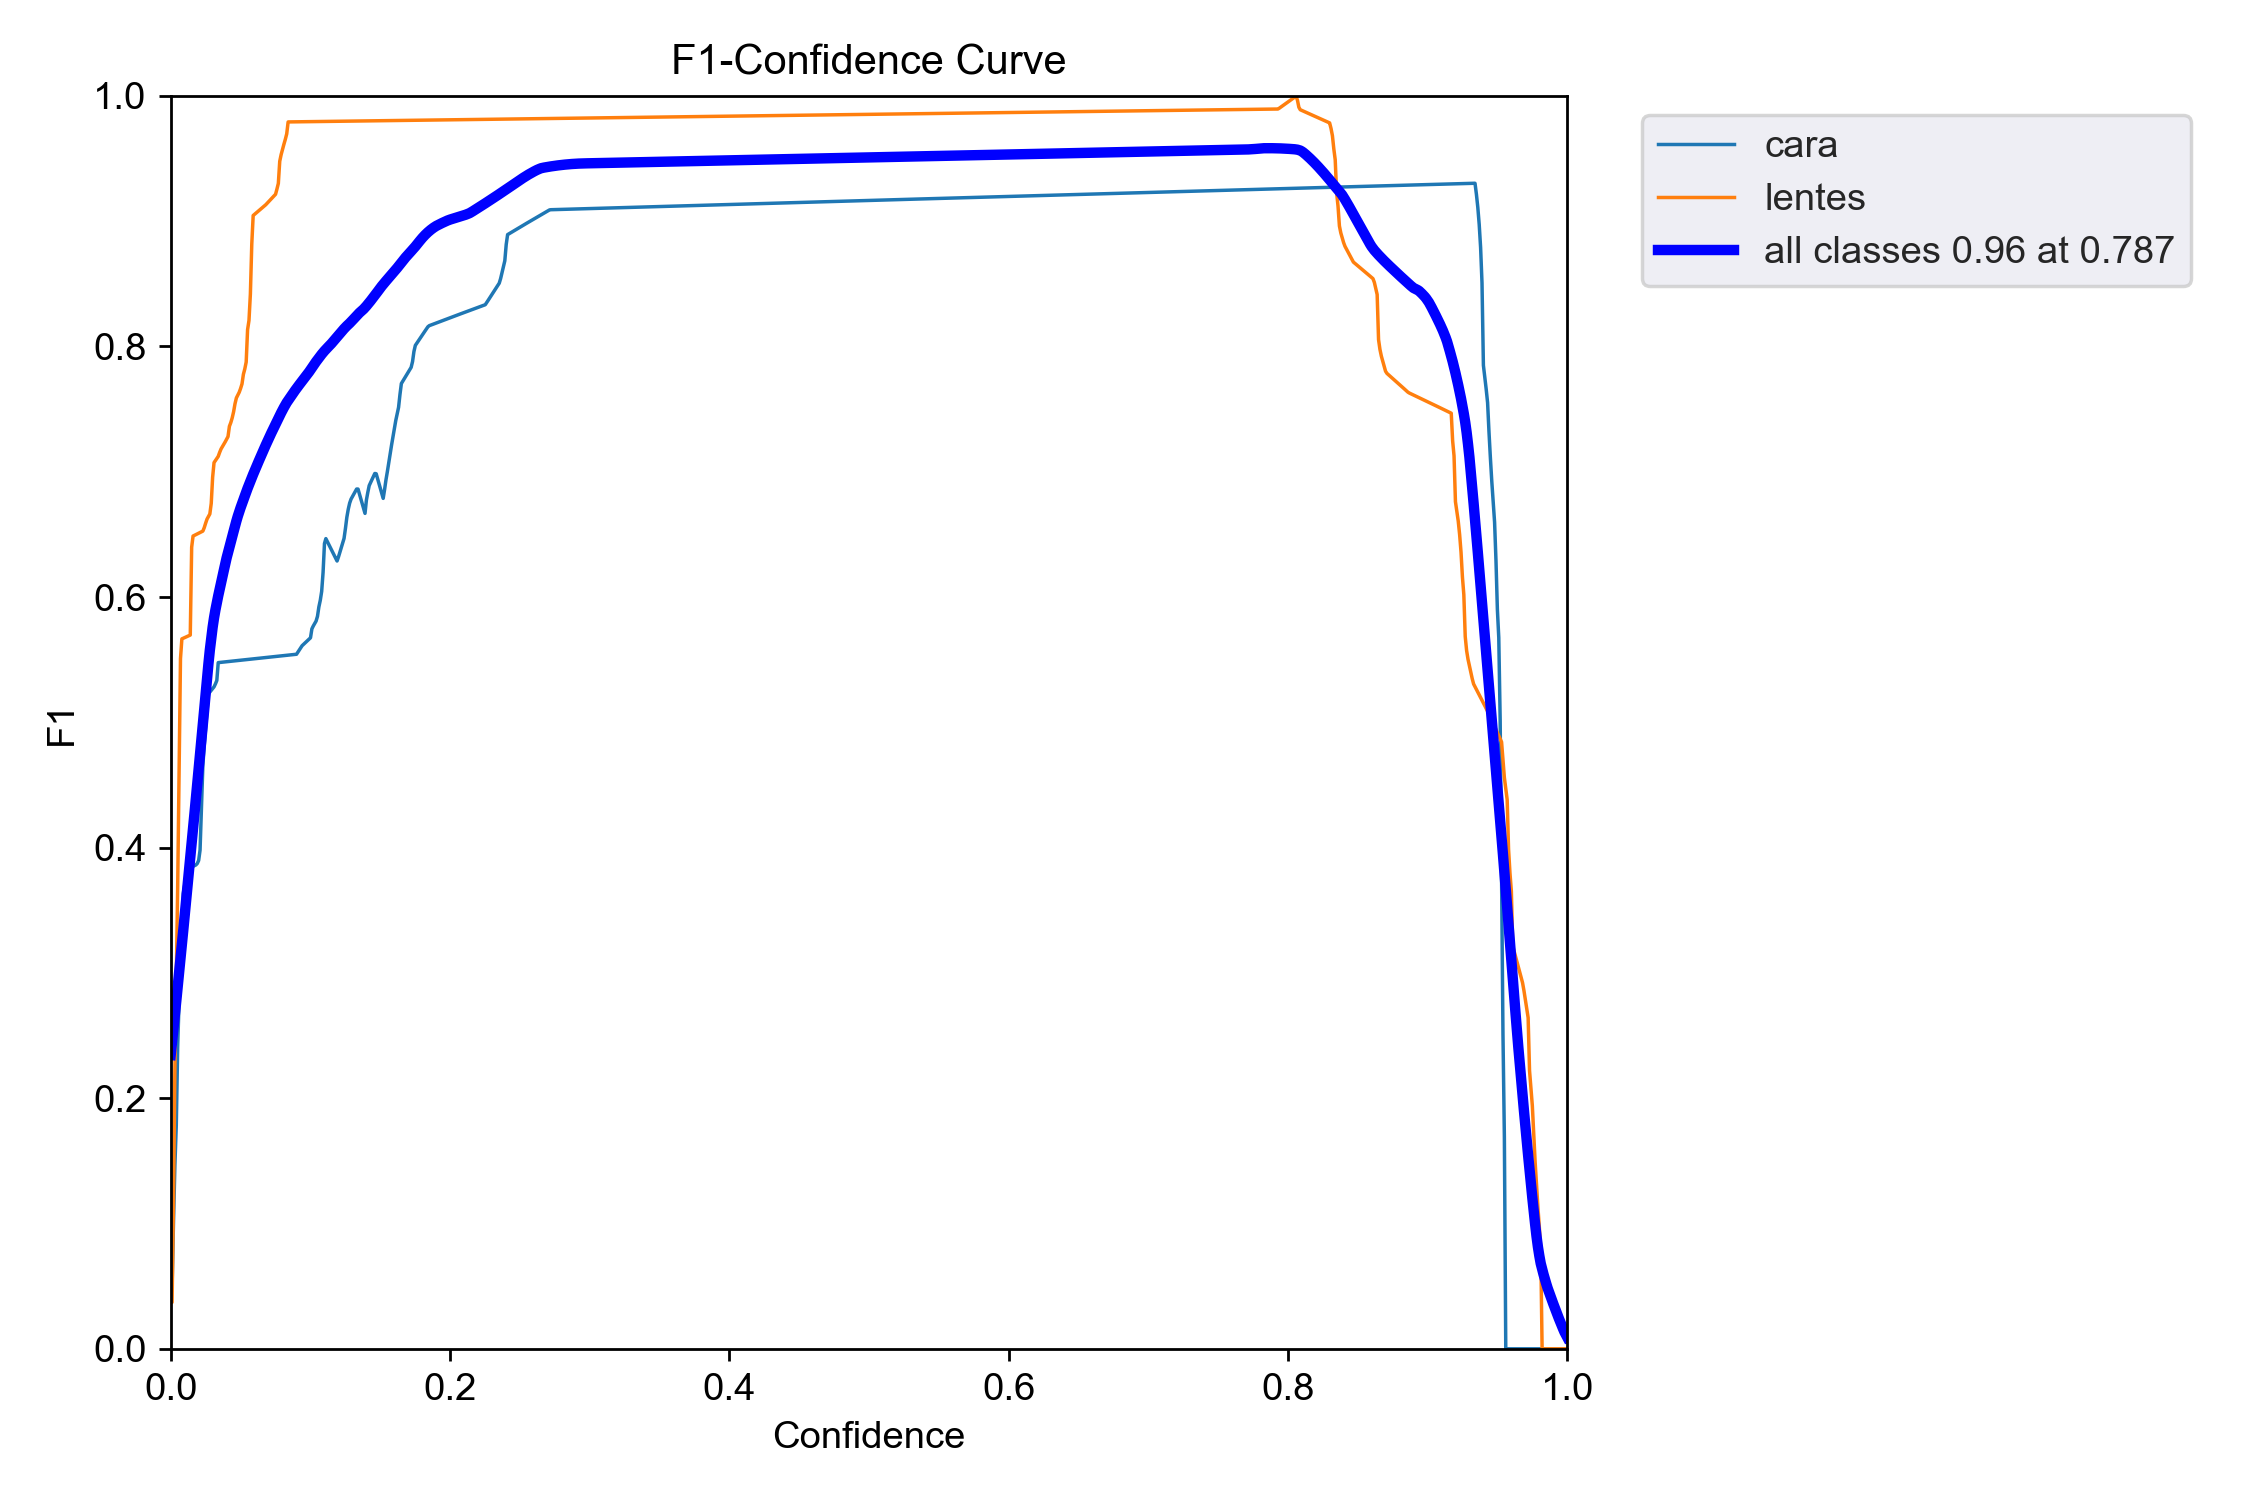 F1-Confidence Curve
1.0
0.8
0.6
0.4
0.2
0.0
F1
0.0 0.2 0.4 0.6 0.8 1.0
Confidence
cara
lentes
all classes 0.96 at 0.787